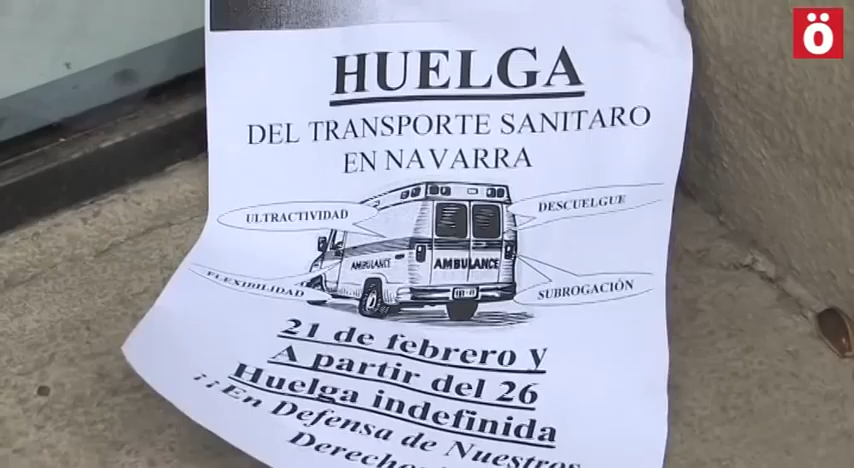 ö
HUELGA
DEL TRANSPORTE SANITARO
EN NAVARRA
ULTRACTIVIDAD
DESCUELGUE
AMBULANCE
AMBULANCE
FLEXIBILIDAD
SUBROGACIÓN
21 de febrero y
A partir del 26
Huelga indefinida
¡¡En Defensa de Nuestros
Derechos